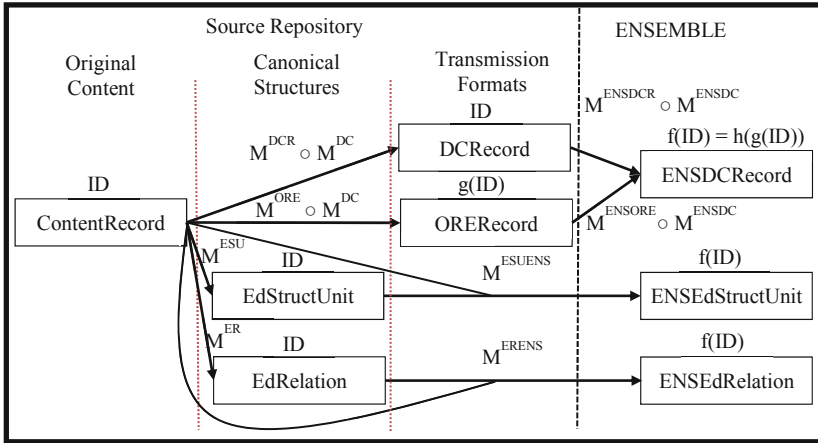 Source Repository
ENSEMBLE
Original
Content
Canonical
Structures
Transmission
Formats
M^ENSDCR ○ M^ENSDC
ID
M^DCR ○ M^DC
DCRecord
f(ID) = h(g(ID))
ENSDCRecord
ID
ContentRecord
g(ID)
M^ORE ○ M^DC
ORERecord
M^ENSORE ○ M^ENSDC
M^ESU
ID
EdStructUnit
M^ESUENS
f(ID)
ENSEdStructUnit
M^ER
ID
EdRelation
M^ERENS
f(ID)
ENSEdRelation